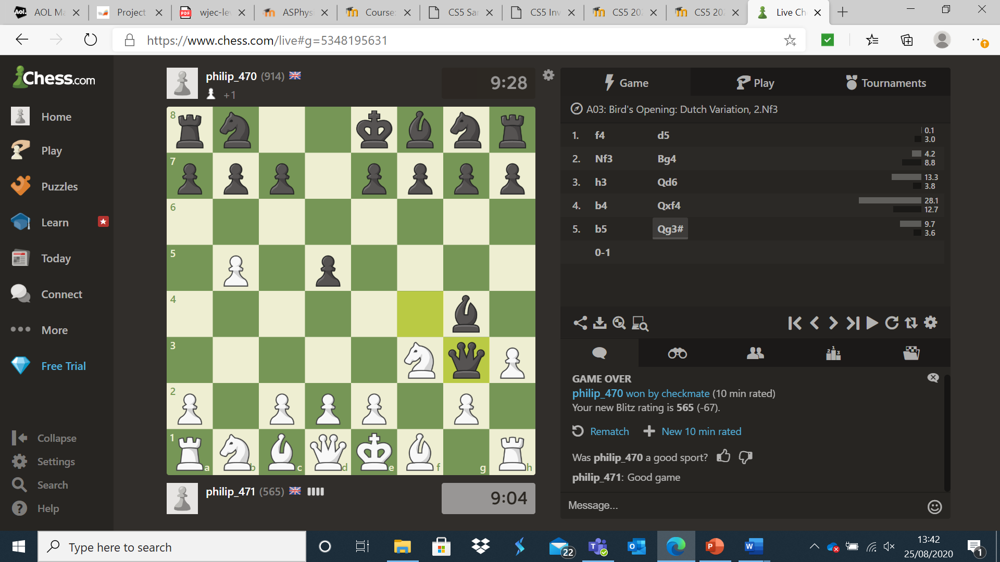 AOL Ma
Project
wjec-lev
ASPhys
Course:
CS5 Sar
CS5 Inv
CS5 202
CS5 202
Live Ch
https://www.chess.com/live#g=5348195631
Chess.com
Home
Play
Puzzles
Learn
Today
Connect
More
Free Trial
Collapse
Settings
Search
Help
philip_470 (914)
+1
9:28
8
7
6
5
4
3
2
1
a b c d e f g h
philip_471 (565)
9:04
Game
Play
Tournaments
A03: Bird's Opening: Dutch Variation, 2.Nf3
1. f4 d5 0.1
3.0
2. Nf3 Bg4 4.2
8.8
3. h3 Qd6 13.3
3.8
4. b4 Qxf4 28.1
12.7
5. b5 Qg3# 9.7
3.6
0-1
GAME OVER
philip_470 won by checkmate (10 min rated)
Your new Blitz rating is 565 (-67).
Rematch
New 10 min rated
Was philip_470 a good sport?
philip_471: Good game
Message...
Type here to search
22
13:42
25/08/2020
1